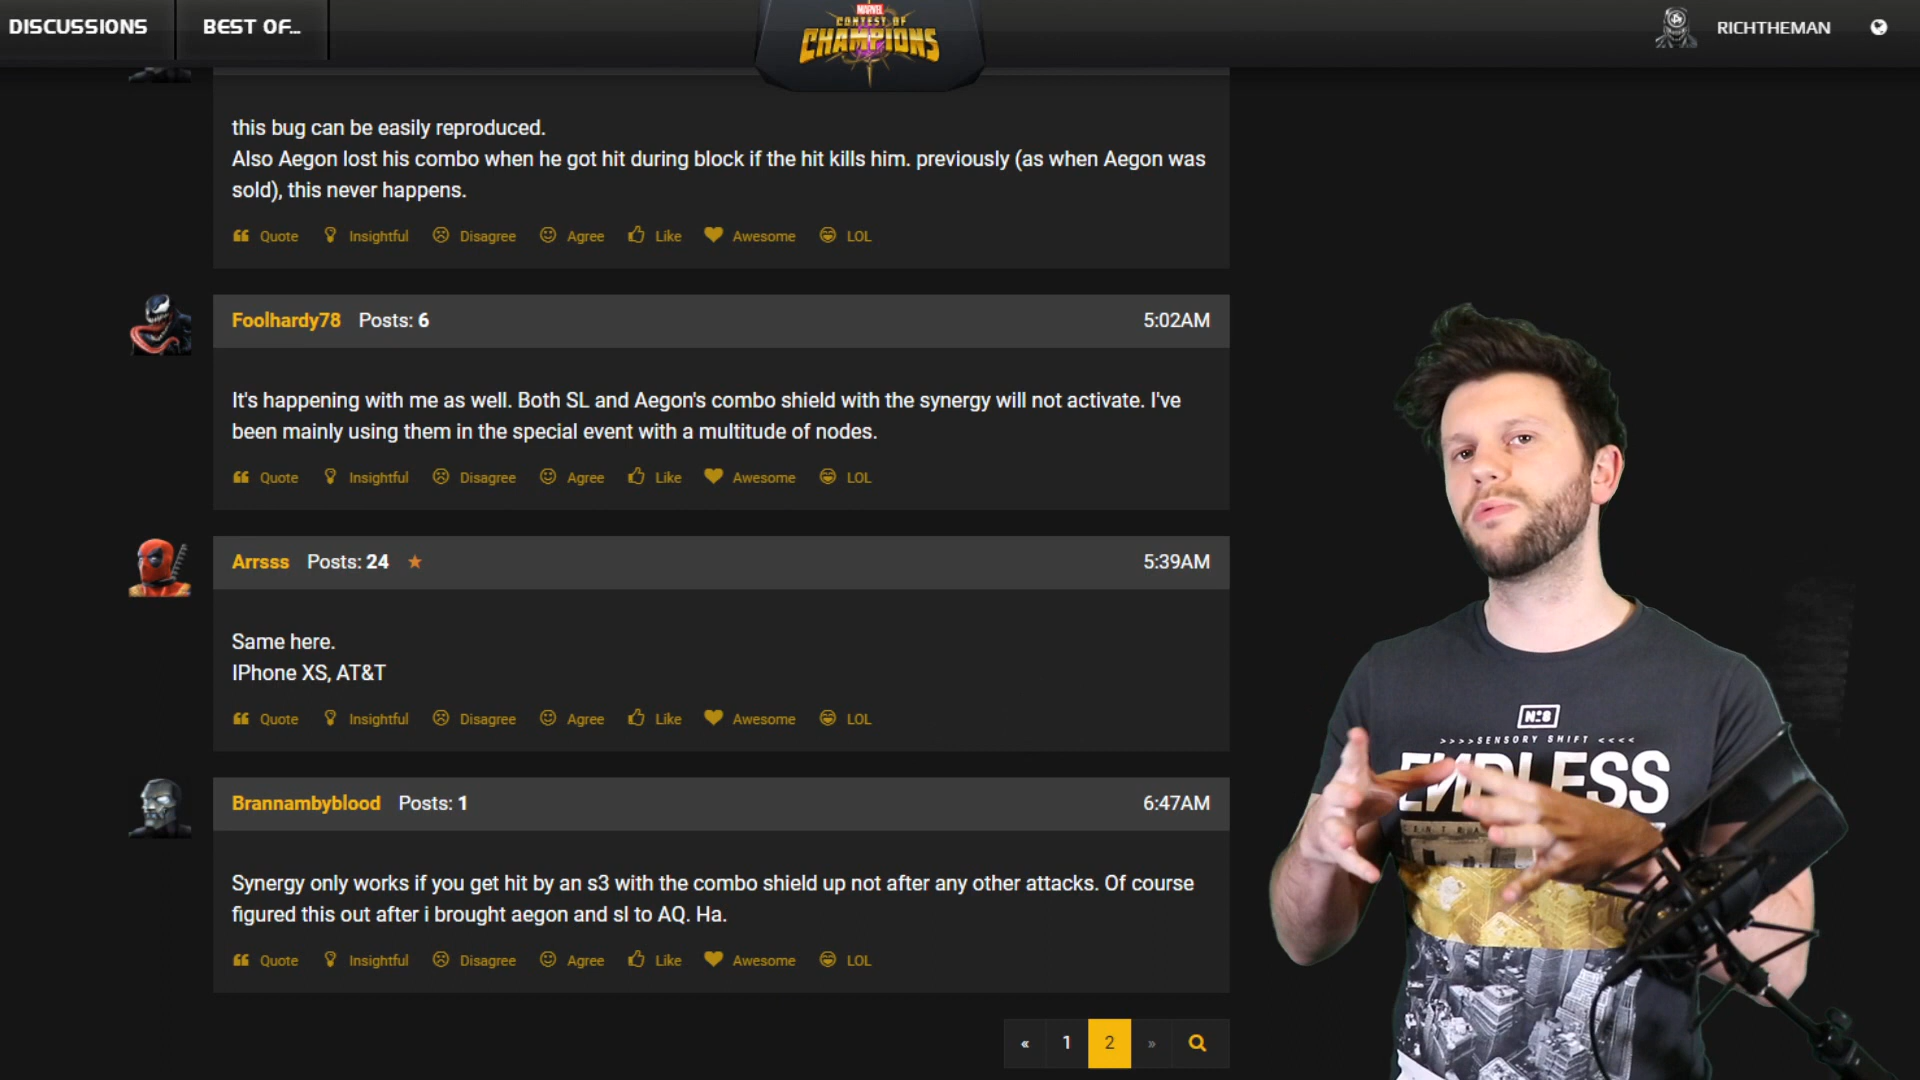 DISCUSSIONS
BEST OF...
MARVEL
CONTEST OF
CHAMPIONS
RICHTHEMAN
this bug can be easily reproduced.
Also Aegon lost his combo when he got hit during block if the hit kills him. previously (as when Aegon was
sold), this never happens.
Quote Insightful Disagree Agree Like Awesome LOL
Foolhardy78 Posts: 6 5:02AM
It's happening with me as well. Both SL and Aegon's combo shield with the synergy will not activate. I've
been mainly using them in the special event with a multitude of nodes.
Quote Insightful Disagree Agree Like Awesome LOL
Arrsss Posts: 24 5:39AM
Same here.
IPhone XS, AT&T
Quote Insightful Disagree Agree Like Awesome LOL
Brannambyblood Posts: 1 6:47AM
Synergy only works if you get hit by an s3 with the combo shield up not after any other attacks. Of course
figured this out after i brought aegon and sl to AQ. Ha.
Quote Insightful Disagree Agree Like Awesome LOL
« 1 2 »
Nº8
>>>>SENSORY SHIFT <<<<
ENDLESS